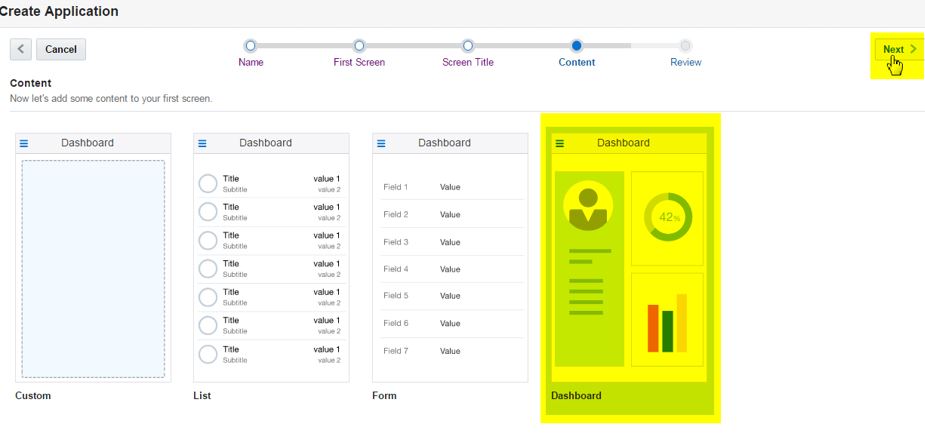 Create Application
Cancel
Next
Name
First Screen
Screen Title
Content
Review
Content
Now let's add some content to your first screen.
Dashboard
Title value 1
Subtitle value 2
Title value 1
Subtitle value 2
Title value 1
Subtitle value 2
Title value 1
Subtitle value 2
Title value 1
Subtitle value 2
Title value 1
Subtitle value 2
Title value 1
Subtitle value 2
Dashboard
Dashboard
Field 1 Value
Field 2 Value
Field 3 Value
Field 4 Value
Field 5 Value
Field 6 Value
Field 7 Value
Dashboard
42%
Custom
List
Form
Dashboard